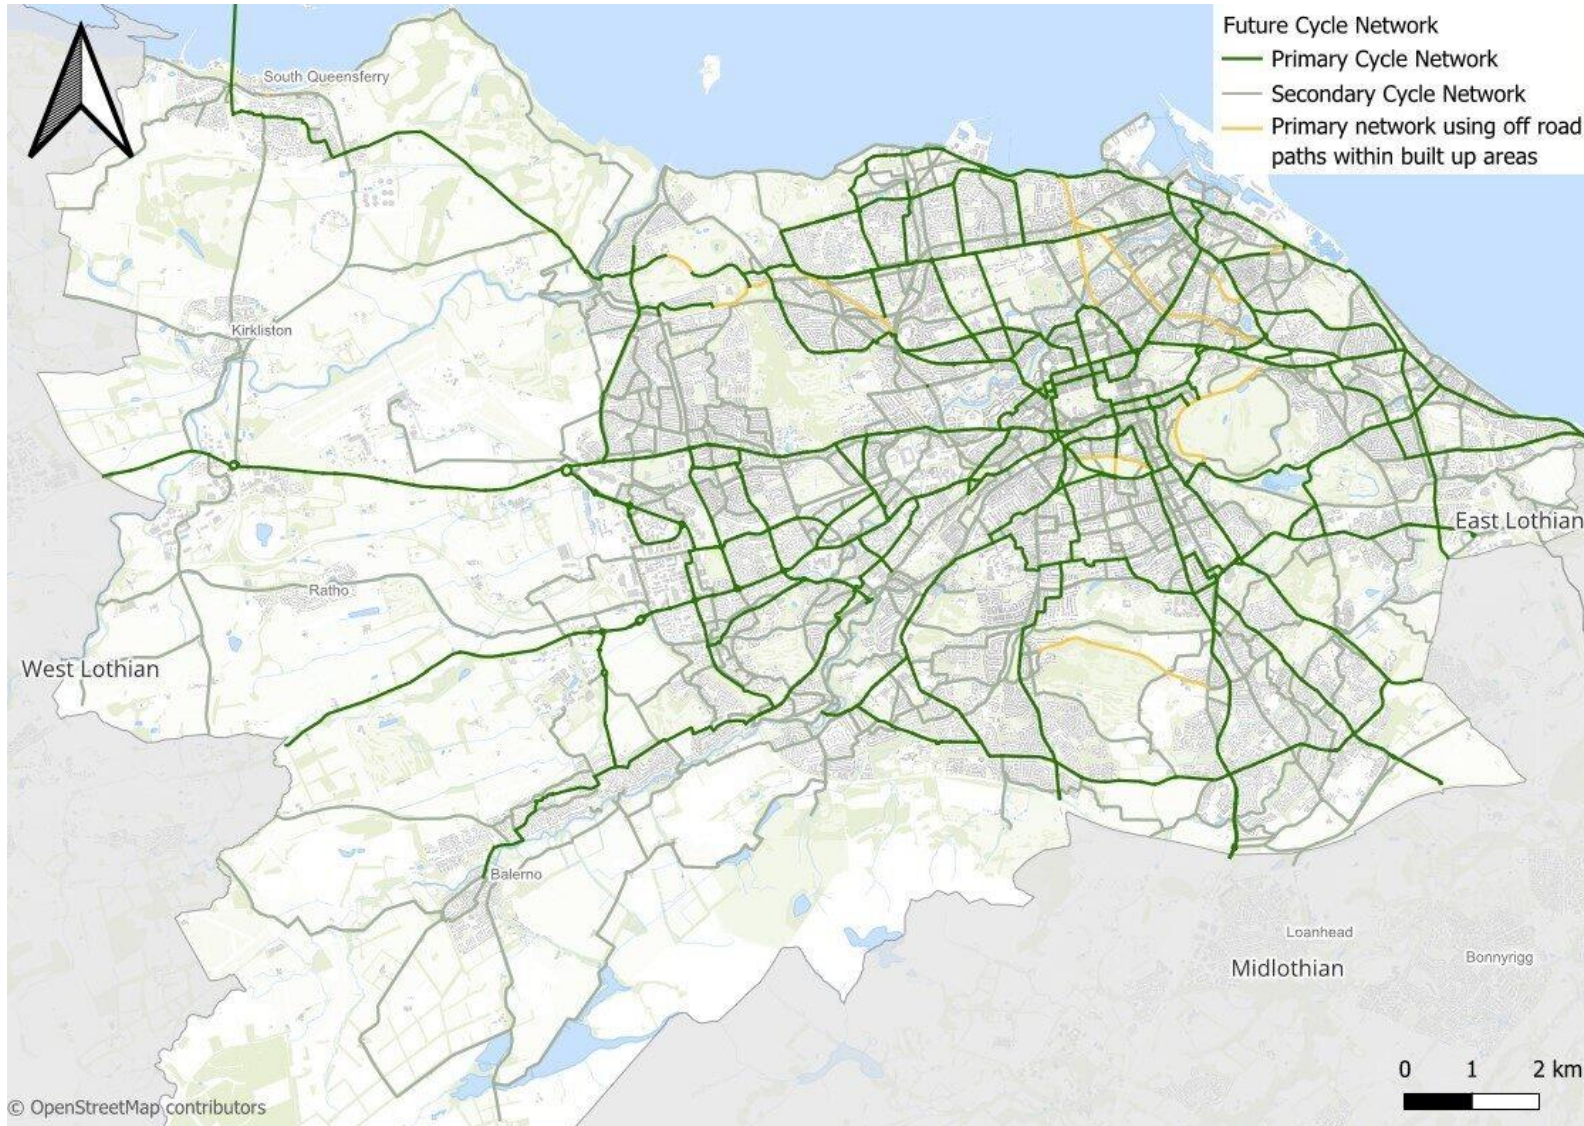 Future Cycle Network
Primary Cycle Network
Secondary Cycle Network
Primary network using off road
paths within built up areas
South Queensferry
Kirkliston
East Lothian
Ratho
West Lothian
Balerno
Loanhead
Bonnyrigg
Midlothian
0 1 2 km
© OpenStreetMap contributors